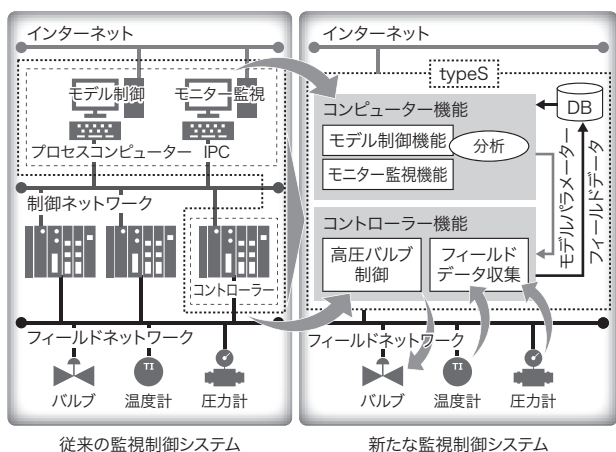 インターネット
モデル制御
モニター監視
プロセスコンピューター
IPC
制御ネットワーク
コントローラー
フィールドネットワーク
TI
バルブ
温度計
圧力計
従来の監視制御システム
インターネット
typeS
コンピューター機能
モデル制御機能
分析
モニター監視機能
DB
モデルパラメーター
フィールドデータ
コントローラー機能
高圧バルブ
制御
フィールド
データ収集
フィールドネットワーク
TI
バルブ
温度計
圧力計
新たな監視制御システム